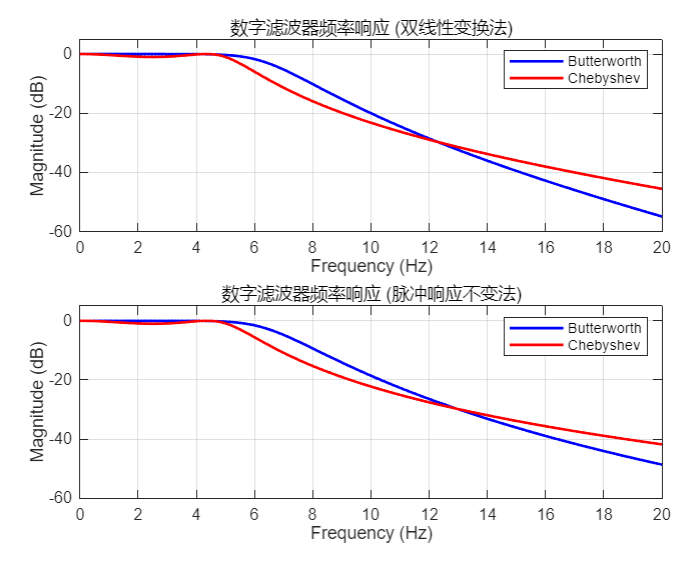 数字滤波器频率响应 (双线性变换法)
0
-20
-40
-60
Magnitude (dB)
Butterworth
Chebyshev
0 2 4 6 8 10 12 14 16 18 20
Frequency (Hz)
数字滤波器频率响应 (脉冲响应不变法)
0
-20
-40
-60
Magnitude (dB)
Butterworth
Chebyshev
0 2 4 6 8 10 12 14 16 18 20
Frequency (Hz)